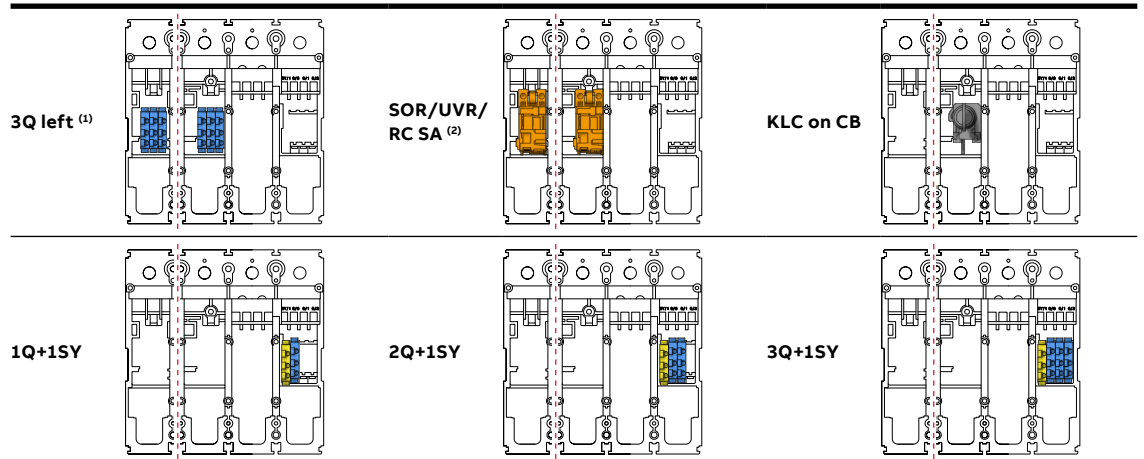 3Q left (1)
SOR/UVR/
RC SA (2)
KLC on CB
1Q+1SY
2Q+1SY
3Q+1SY